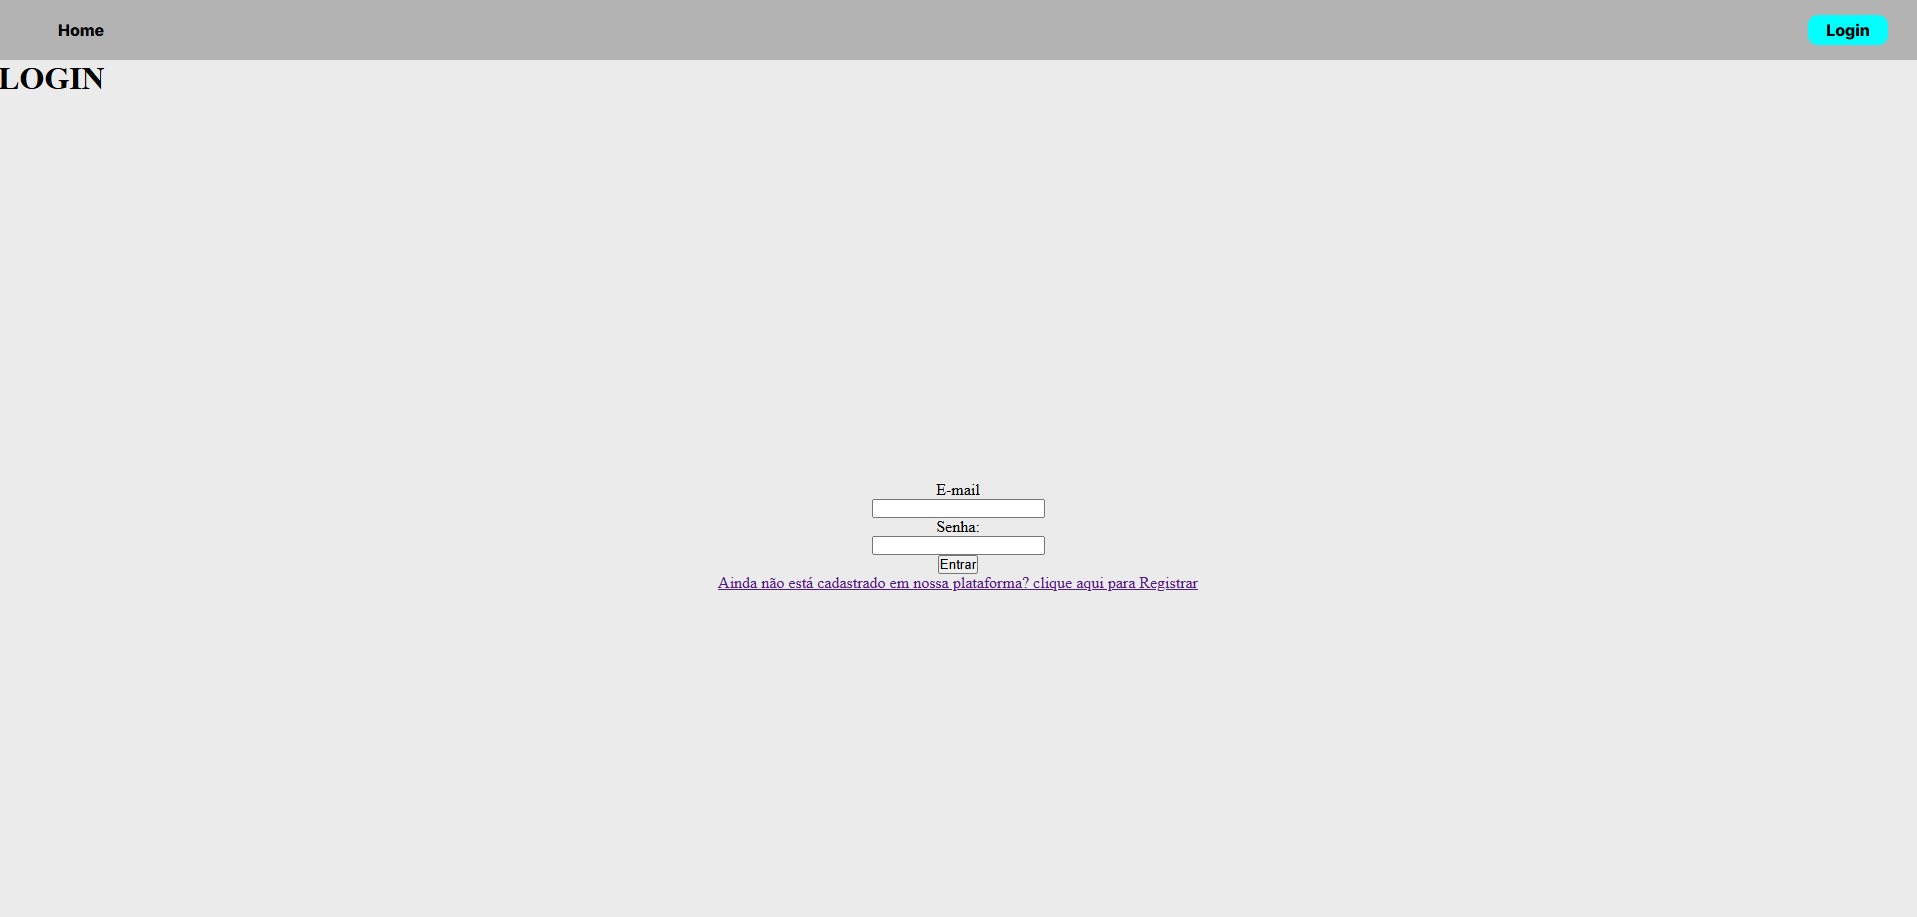 Home
Login
LOGIN
E-mail
Senha:
Entrar
Ainda não está cadastrado em nossa plataforma? clique aqui para Registrar